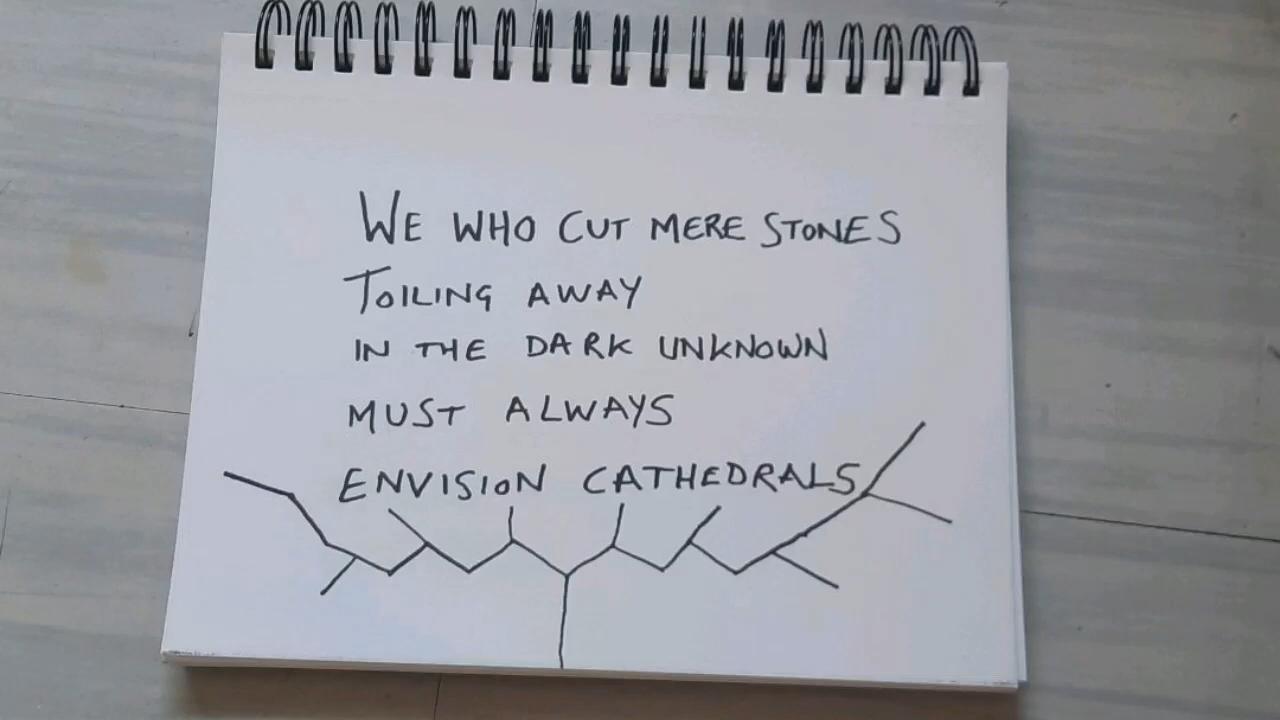 WE WHO CUT MERE STONES
TOILING AWAY
IN THE DARK UNKNOWN
MUST ALWAYS
ENVISION CATHEDRALS